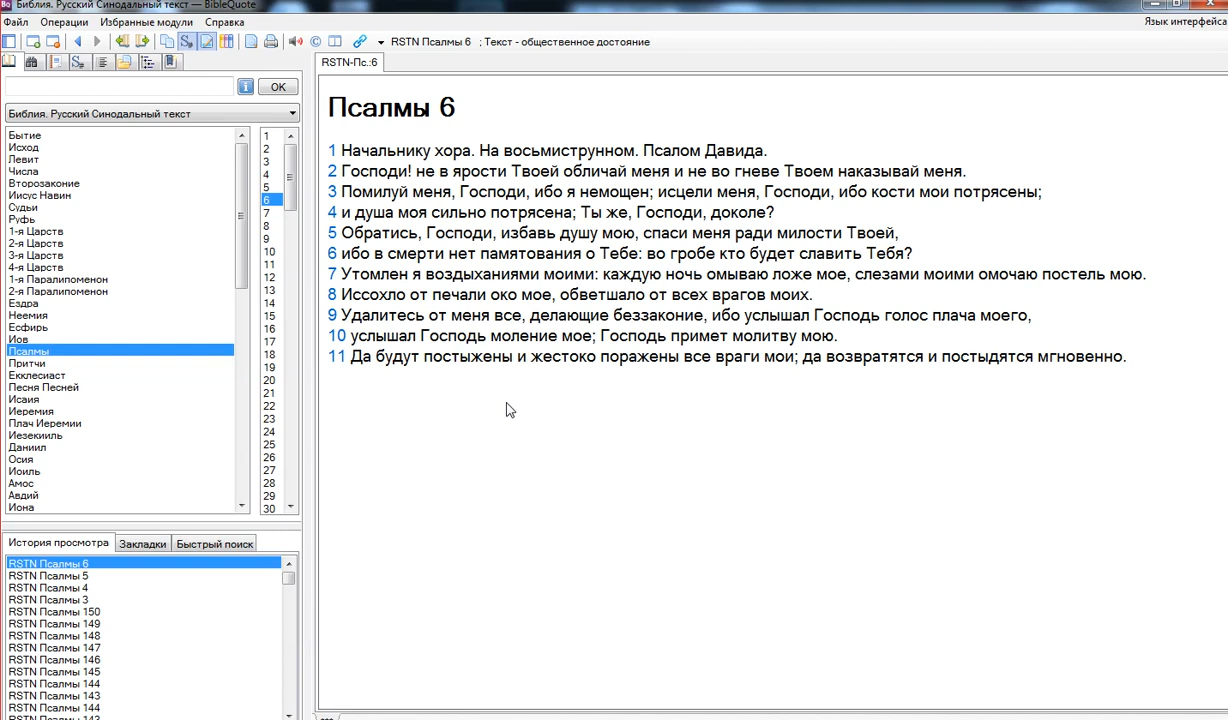 Библия. Русский Синодальный текст — BibleQuote
Файл Операции Избранные модули Справка
Язык интерфейса
RSTN Псалмы 6 ; Текст - общественное достояние
OK
Библия. Русский Синодальный текст
Бытие
Исход
Левит
Числа
Второзаконие
Иисус Навин
Судьи
Руфь
1-я Царств
2-я Царств
3-я Царств
4-я Царств
1-я Паралипоменон
2-я Паралипоменон
Ездра
Неемия
Есфирь
Иов
Псалмы
Притчи
Екклесиаст
Песня Песней
Исаия
Иеремия
Плач Иеремии
Иезекииль
Даниил
Осия
Иоиль
Амос
Авдий
Иона
1
2
3
4
5
6
7
8
9
10
11
12
13
14
15
16
17
18
19
20
21
22
23
24
25
26
27
28
29
30
История просмотра Закладки Быстрый поиск
RSTN Псалмы 6
RSTN Псалмы 5
RSTN Псалмы 4
RSTN Псалмы 3
RSTN Псалмы 150
RSTN Псалмы 149
RSTN Псалмы 148
RSTN Псалмы 147
RSTN Псалмы 146
RSTN Псалмы 145
RSTN Псалмы 144
RSTN Псалмы 143
RSTN Псалмы 144
RSTN Псалмы 143
RSTN-Пс.:6
Псалмы 6
1 Начальнику хора. На восьмиструнном. Псалом Давида.
2 Господи! не в ярости Твоей обличай меня и не во гневе Твоем наказывай меня.
3 Помилуй меня, Господи, ибо я немощен; исцели меня, Господи, ибо кости мои потрясены;
4 и душа моя сильно потрясена; Ты же, Господи, доколе?
5 Обратись, Господи, избавь душу мою, спаси меня ради милости Твоей,
6 ибо в смерти нет памятования о Тебе: во гробе кто будет славить Тебя?
7 Утомлен я воздыханиями моими: каждую ночь омываю ложе мое, слезами моими омочаю постель мою.
8 Иссохло от печали око мое, обветшало от всех врагов моих.
9 Удалитесь от меня все, делающие беззаконие, ибо услышал Господь голос плача моего,
10 услышал Господь моление мое; Господь примет молитву мою.
11 Да будут постыжены и жестоко поражены все враги мои; да возвратятся и постыдятся мгновенно.